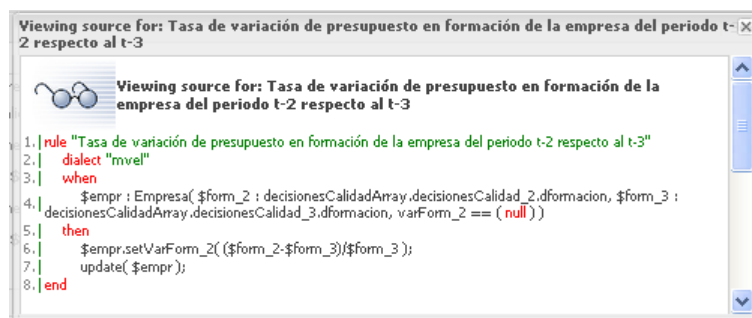 Viewing source for: Tasa de variación de presupuesto en formación de la empresa del periodo t-
2 respecto al t-3
Viewing source for: Tasa de variación de presupuesto en formación de la
empresa del periodo t-2 respecto al t-3
1. rule "Tasa de variación de presupuesto en formación de la empresa del periodo t-2 respecto al t-3"
2. dialect "mvel"
3. when
4. $empr : Empresa( $form_2 : decisionesCalidadArray.decisionesCalidad_2.dformacion, $form_3 :
decisionesCalidadArray.decisionesCalidad_3.dformacion, varForm_2 == ( null ) )
5. then
6. $empr.setVarForm_2( ($form_2-$form_3)/$form_3 );
7. update( $empr );
8. end